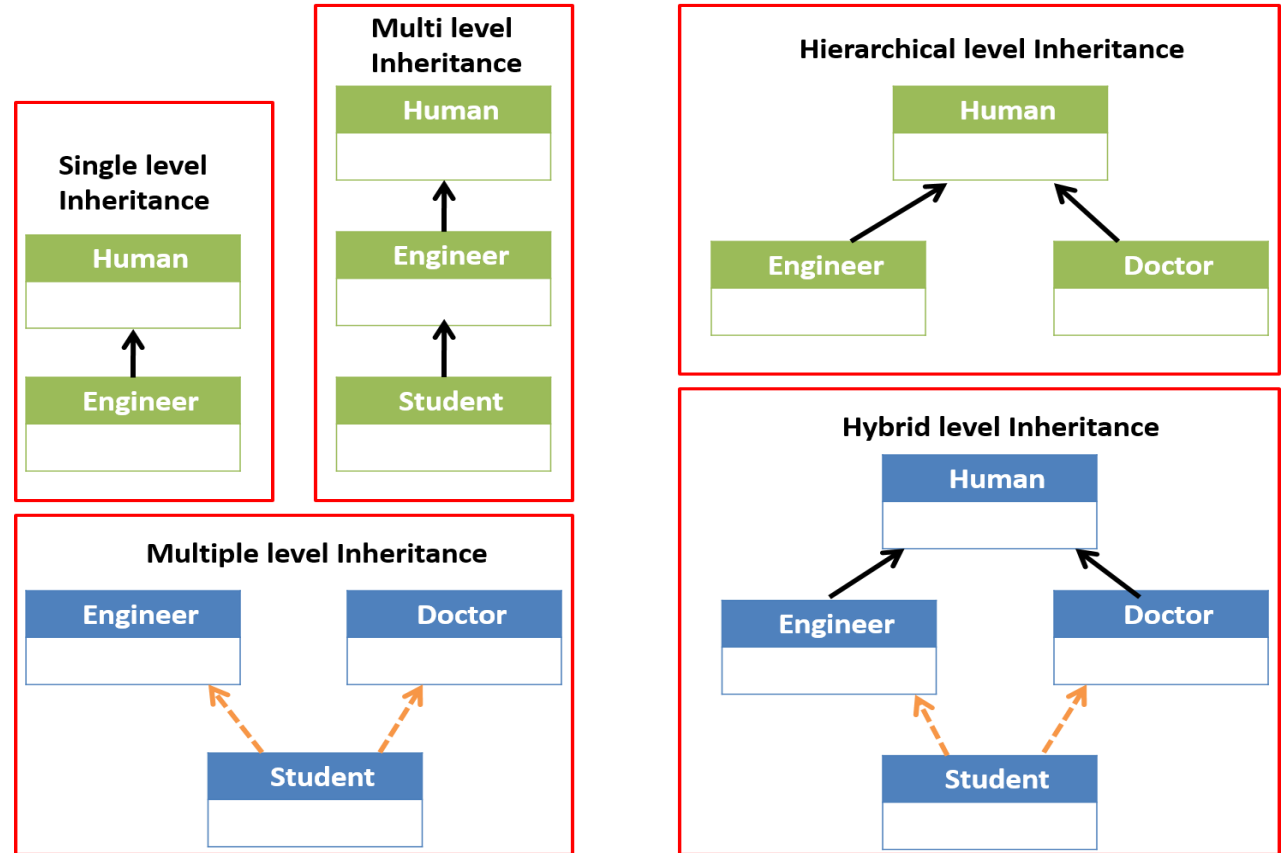 Single level
Inheritance
Human
Engineer
Multi level
Inheritance
Human
Engineer
Student
Hierarchical level Inheritance
Human
Engineer
Doctor
Multiple level Inheritance
Engineer
Doctor
Student
Hybrid level Inheritance
Human
Engineer
Doctor
Student